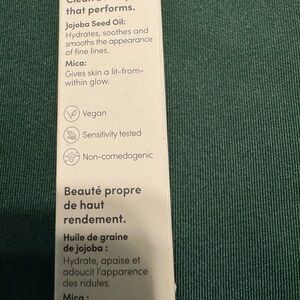 that performs.
Jojoba Seed Oil:
Hydrates, soothes and
smooths the appearance
of fine lines.
Mica:
Gives skin a lit-from-
within glow.
Vegan
Sensitivity tested
Non-comedogenic
Beauté propre
de haut
rendement.
Huile de graine
de jojoba :
Hydrate, apaise et
adoucit l'apparence
des ridules.
Mica :